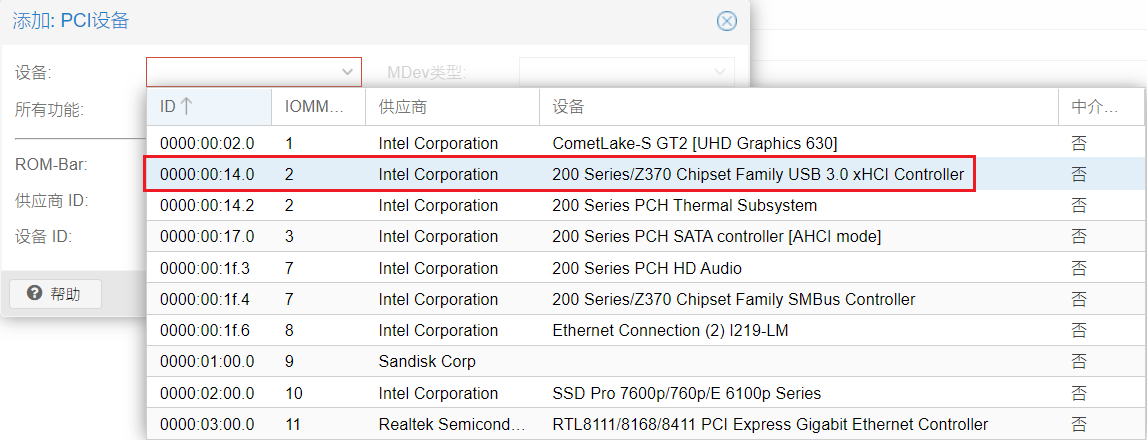 添加: PCI设备
设备: MDev类型:
所有功能:
ROM-Bar:
供应商 ID:
设备 ID:
帮助
ID IOMM... 供应商 设备 中介...
0000:00:02.0 1 Intel Corporation CometLake-S GT2 [UHD Graphics 630] 否
0000:00:14.0 2 Intel Corporation 200 Series/Z370 Chipset Family USB 3.0 xHCI Controller 否
0000:00:14.2 2 Intel Corporation 200 Series PCH Thermal Subsystem 否
0000:00:17.0 3 Intel Corporation 200 Series PCH SATA controller [AHCI mode] 否
0000:00:1f.3 7 Intel Corporation 200 Series PCH HD Audio 否
0000:00:1f.4 7 Intel Corporation 200 Series/Z370 Chipset Family SMBus Controller 否
0000:00:1f.6 8 Intel Corporation Ethernet Connection (2) I219-LM 否
0000:01:00.0 9 Sandisk Corp 否
0000:02:00.0 10 Intel Corporation SSD Pro 7600p/760p/E 6100p Series 否
0000:03:00.0 11 Realtek Semicond... RTL8111/8168/8411 PCI Express Gigabit Ethernet Controller 否